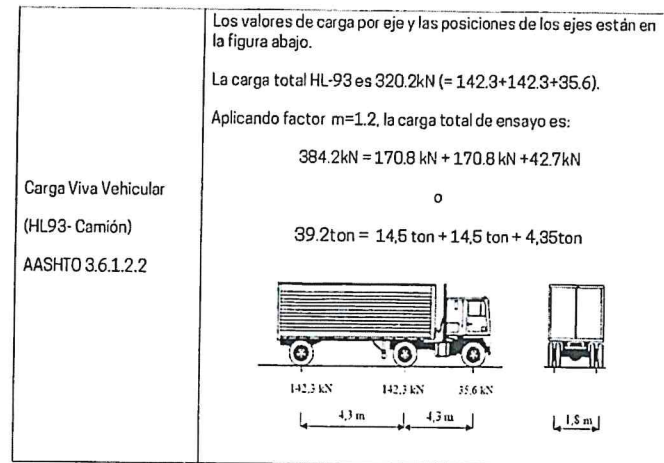 Carga Viva Vehicular
(HL93- Camión)
AASHTO 3.6.1.2.2
Los valores de carga por eje y las posiciones de los ejes están en
la figura abajo.
La carga total HL-93 es 320.2kN (= 142.3+142.3+35.6).
Aplicando factor m=1.2, la carga total de ensayo es:
384.2kN = 170.8 kN + 170.8 kN +42.7kN
o
39.2ton = 14,5 ton + 14,5 ton + 4,35ton
142,3 kN 142,3 kN 35,6 kN
4,3 m 4,3 m 1,8 m